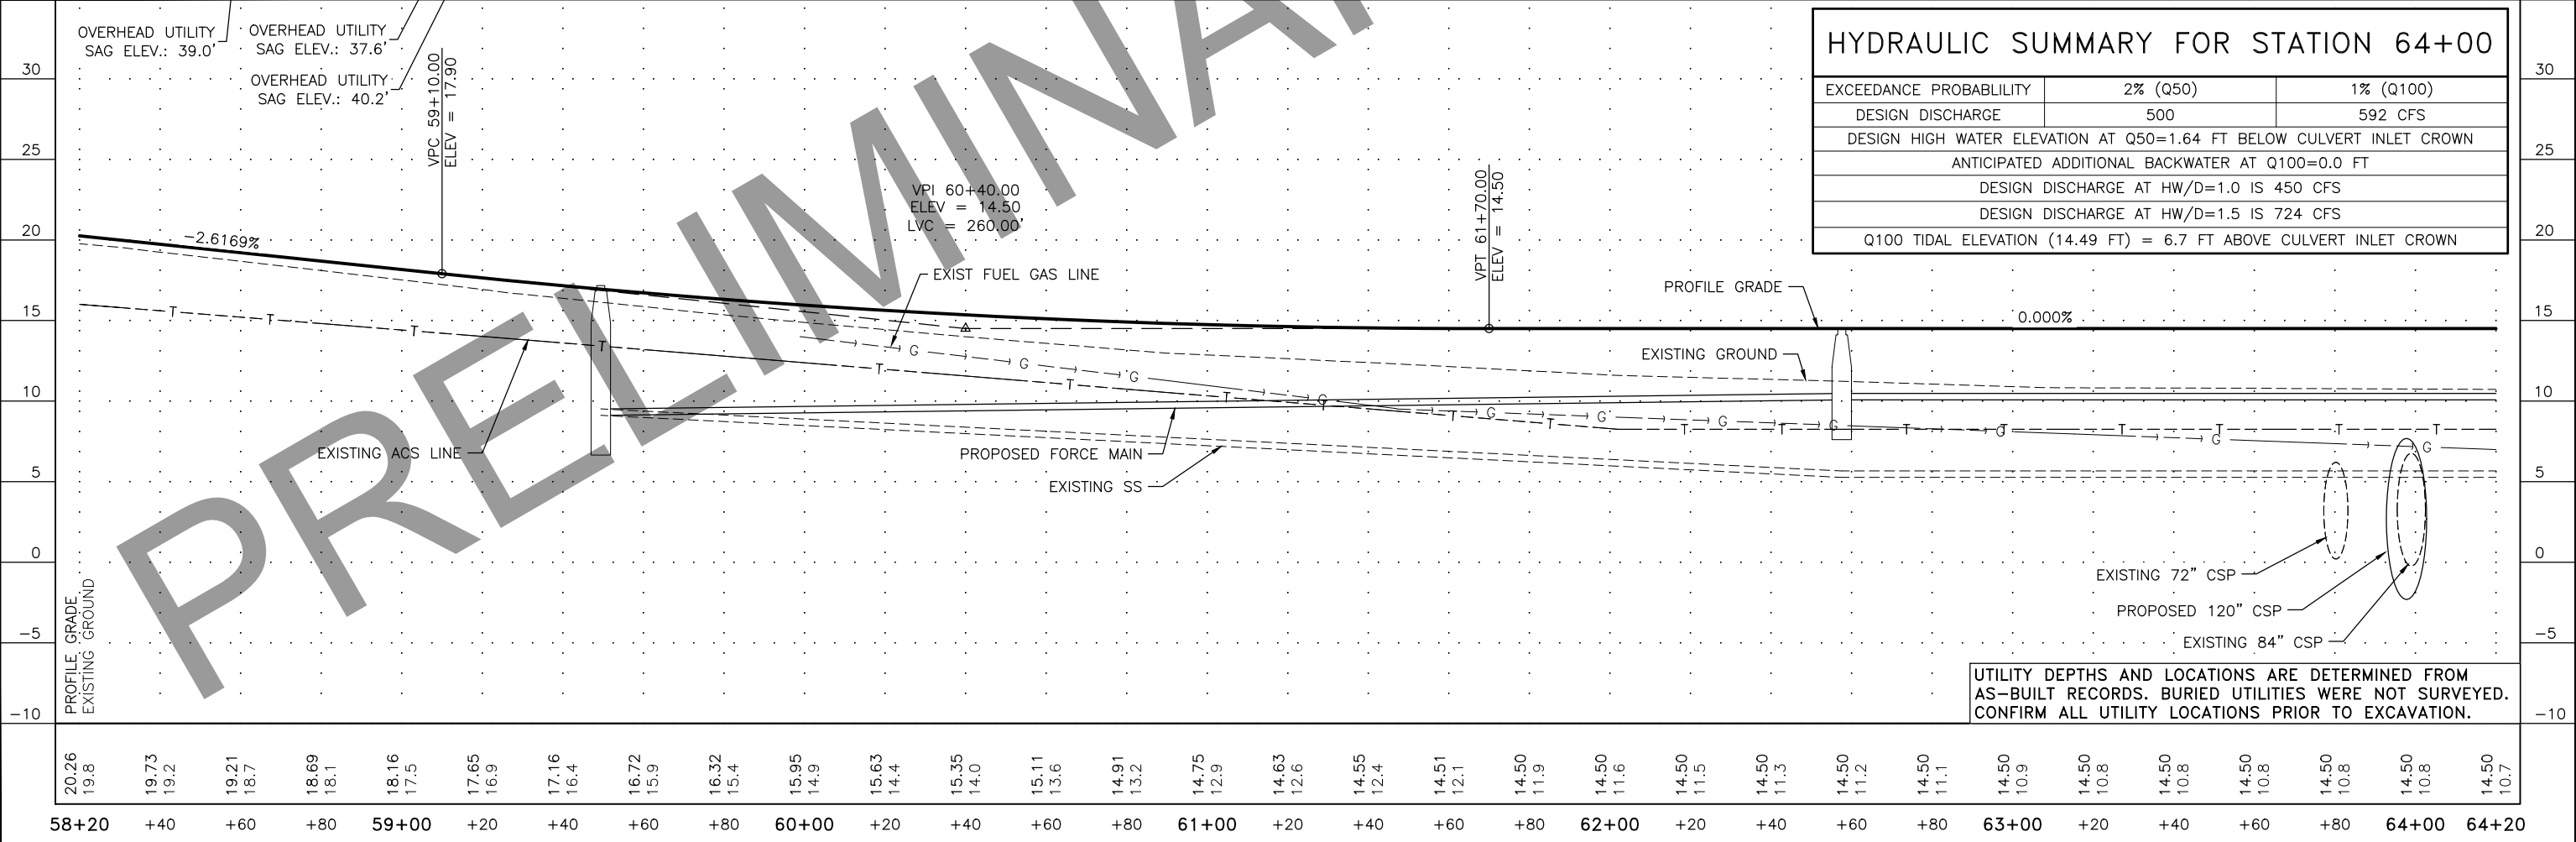 OVERHEAD UTILITY
SAG ELEV.: 39.0'
OVERHEAD UTILITY
SAG ELEV.: 37.6'
OVERHEAD UTILITY
SAG ELEV.: 40.2'
VPC 59+10.00
ELEV = 17.90
PRELIMINA
VPI 60+40.00
ELEV = 14.50
LVC = 260.00'
VPT 61+70.00
ELEV = 14.50
HYDRAULIC SUMMARY FOR STATION 64+00
EXCEEDANCE PROBABLILITY 2% (Q50) 1% (Q100)
DESIGN DISCHARGE 500 592 CFS
DESIGN HIGH WATER ELEVATION AT Q50=1.64 FT BELOW CULVERT INLET CROWN
ANTICIPATED ADDITIONAL BACKWATER AT Q100=0.0 FT
DESIGN DISCHARGE AT HW/D=1.0 IS 450 CFS
DESIGN DISCHARGE AT HW/D=1.5 IS 724 CFS
Q100 TIDAL ELEVATION (14.49 FT) = 6.7 FT ABOVE CULVERT INLET CROWN
30 30
25 25
20 20
15 15
10 10
5 5
0 0
-5 -5
-10 -10
-2.6169%
EXIST FUEL GAS LINE
PROFILE GRADE
0.000%
EXISTING GROUND
T T T T T T T T T T T T T T T T T
G G G G G G G G G G G
EXISTING ACS LINE
PROPOSED FORCE MAIN
EXISTING SS
EXISTING 72" CSP
PROPOSED 120" CSP
EXISTING 84" CSP
UTILITY DEPTHS AND LOCATIONS ARE DETERMINED FROM
AS-BUILT RECORDS. BURIED UTILITIES WERE NOT SURVEYED.
CONFIRM ALL UTILITY LOCATIONS PRIOR TO EXCAVATION.
PROFILE GRADE
EXISTING GROUND
20.26 19.73 19.21 18.69 18.16 17.65 17.16 16.72 16.32 15.95 15.63 15.35 15.11 14.91 14.75 14.63 14.55 14.51 14.50 14.50 14.50 14.50 14.50 14.50 14.50 14.50 14.50 14.50 14.50 14.50 14.50
19.8 19.2 18.7 18.1 17.5 16.9 16.4 15.9 15.4 14.9 14.4 14.0 13.6 13.2 12.9 12.6 12.4 12.1 11.9 11.6 11.5 11.3 11.2 11.1 10.9 10.8 10.8 10.8 10.8 10.8 10.7
58+20 +40 +60 +80 59+00 +20 +40 +60 +80 60+00 +20 +40 +60 +80 61+00 +20 +40 +60 +80 62+00 +20 +40 +60 +80 63+00 +20 +40 +60 +80 64+00 64+20